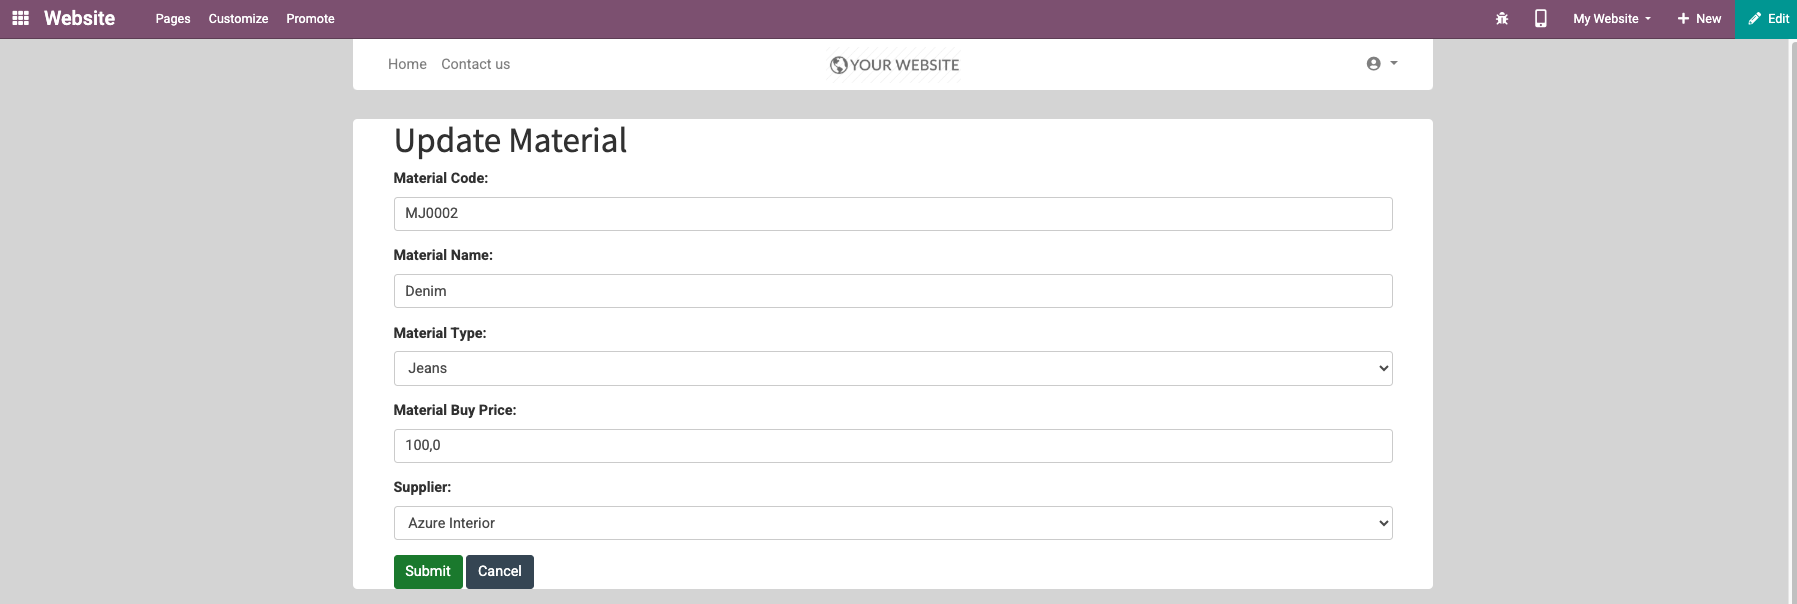 Website Pages Customize Promote My Website New Edit
Home Contact us YOUR WEBSITE
Update Material
Material Code:
MJ0002
Material Name:
Denim
Material Type:
Jeans
Material Buy Price:
100,0
Supplier:
Azure Interior
Submit Cancel